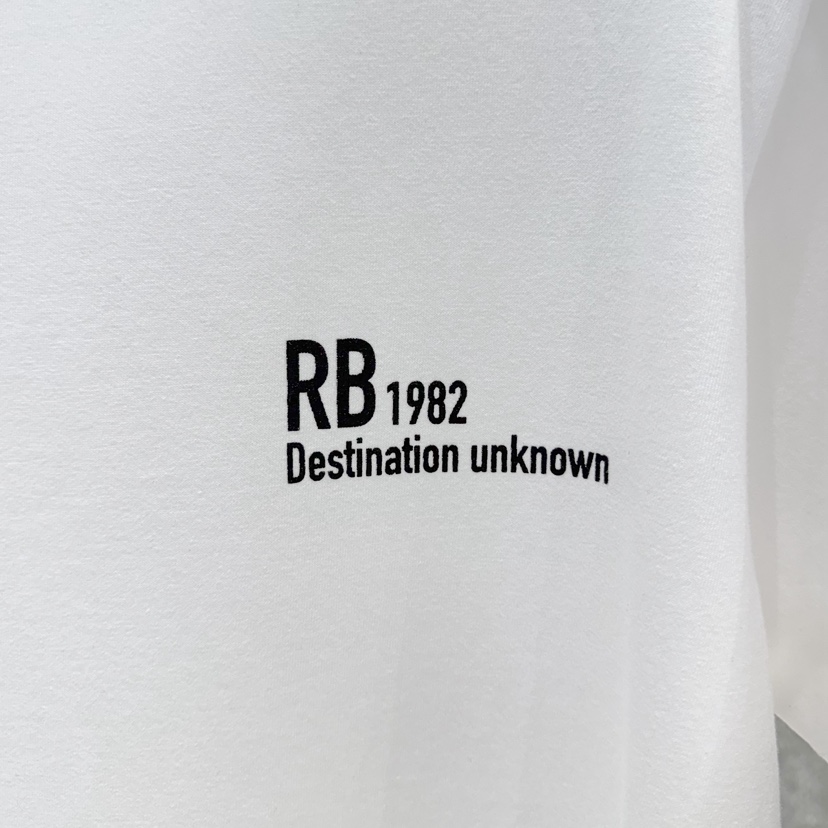 RB 1982
Destination unknown